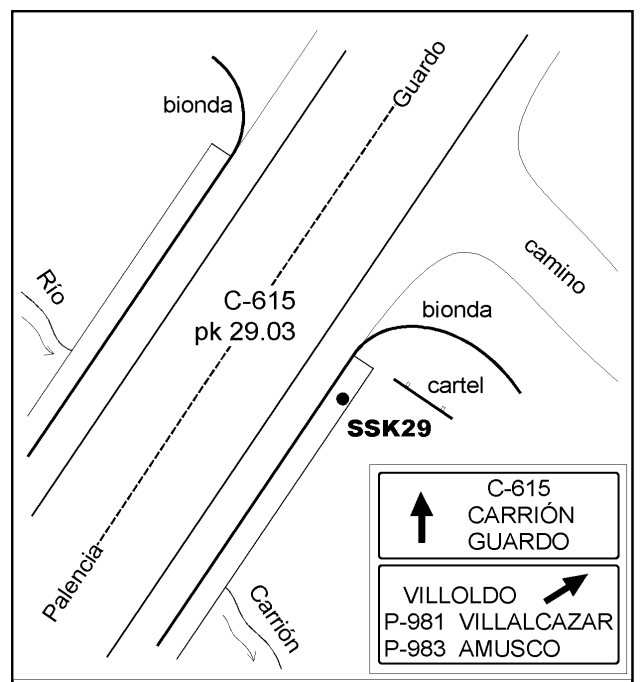 Guardo
bionda
camino
Río
C-615
pk 29.03
bionda
cartel
SSK29
Palencia
Carrión
C-615
CARRIÓN
GUARDO
VILLOLDO
P-981 VILLALCAZAR
P-983 AMUSCO